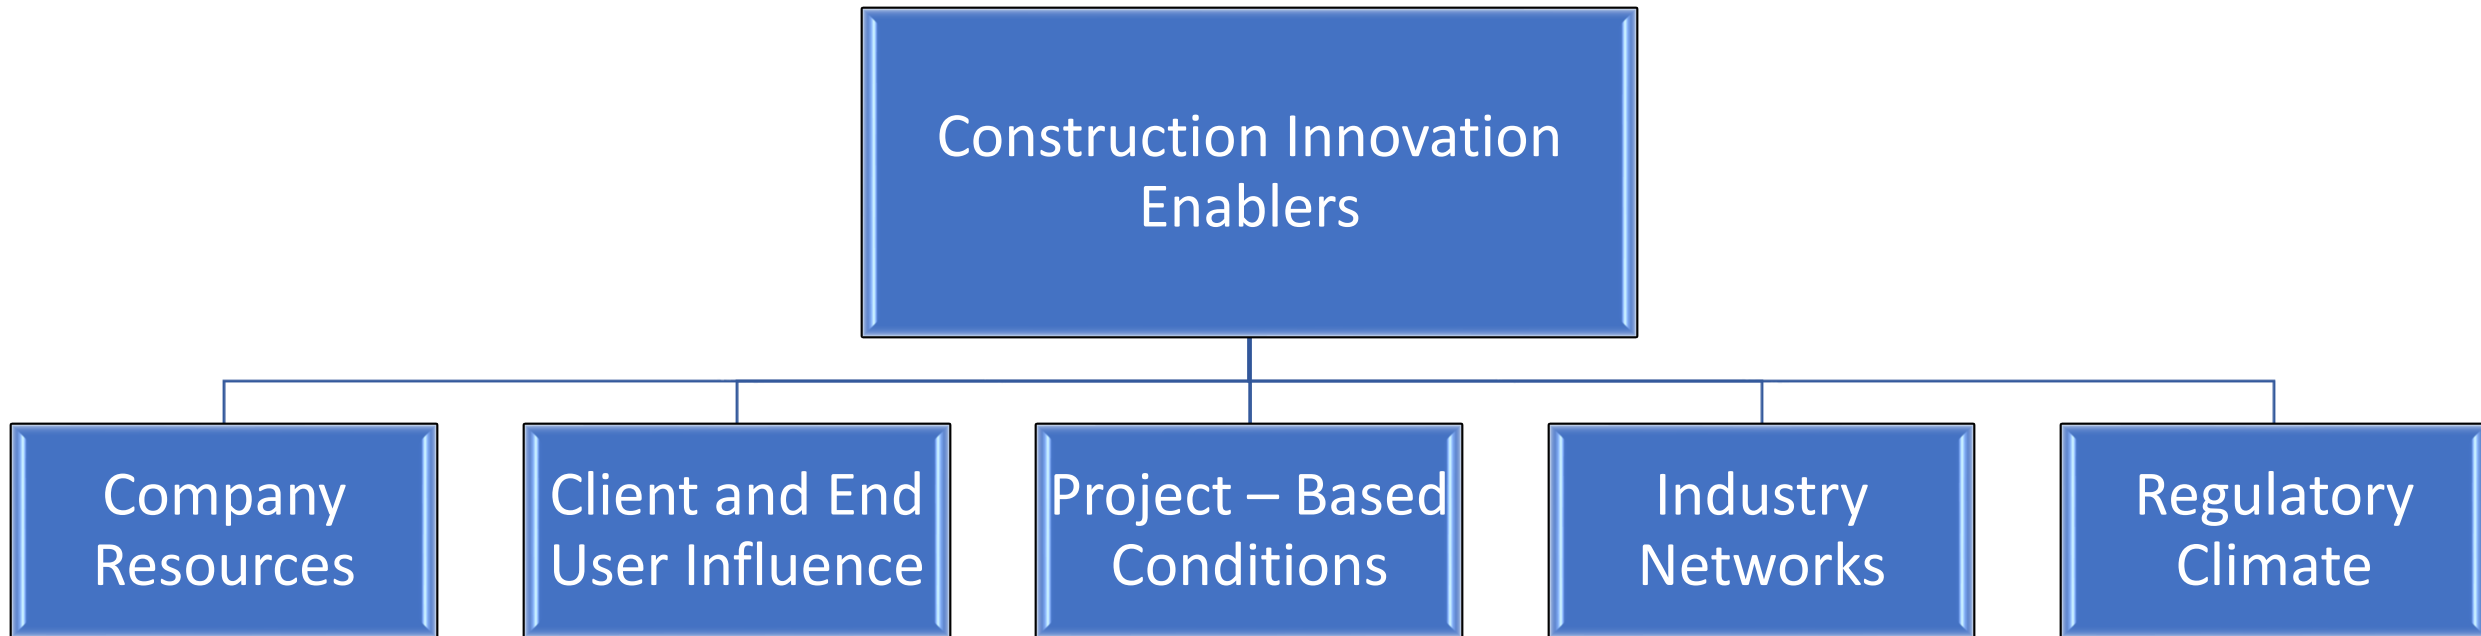 Construction Innovation
Enablers
Company
Resources
Client and End
User Influence
Project – Based
Conditions
Industry
Networks
Regulatory
Climate